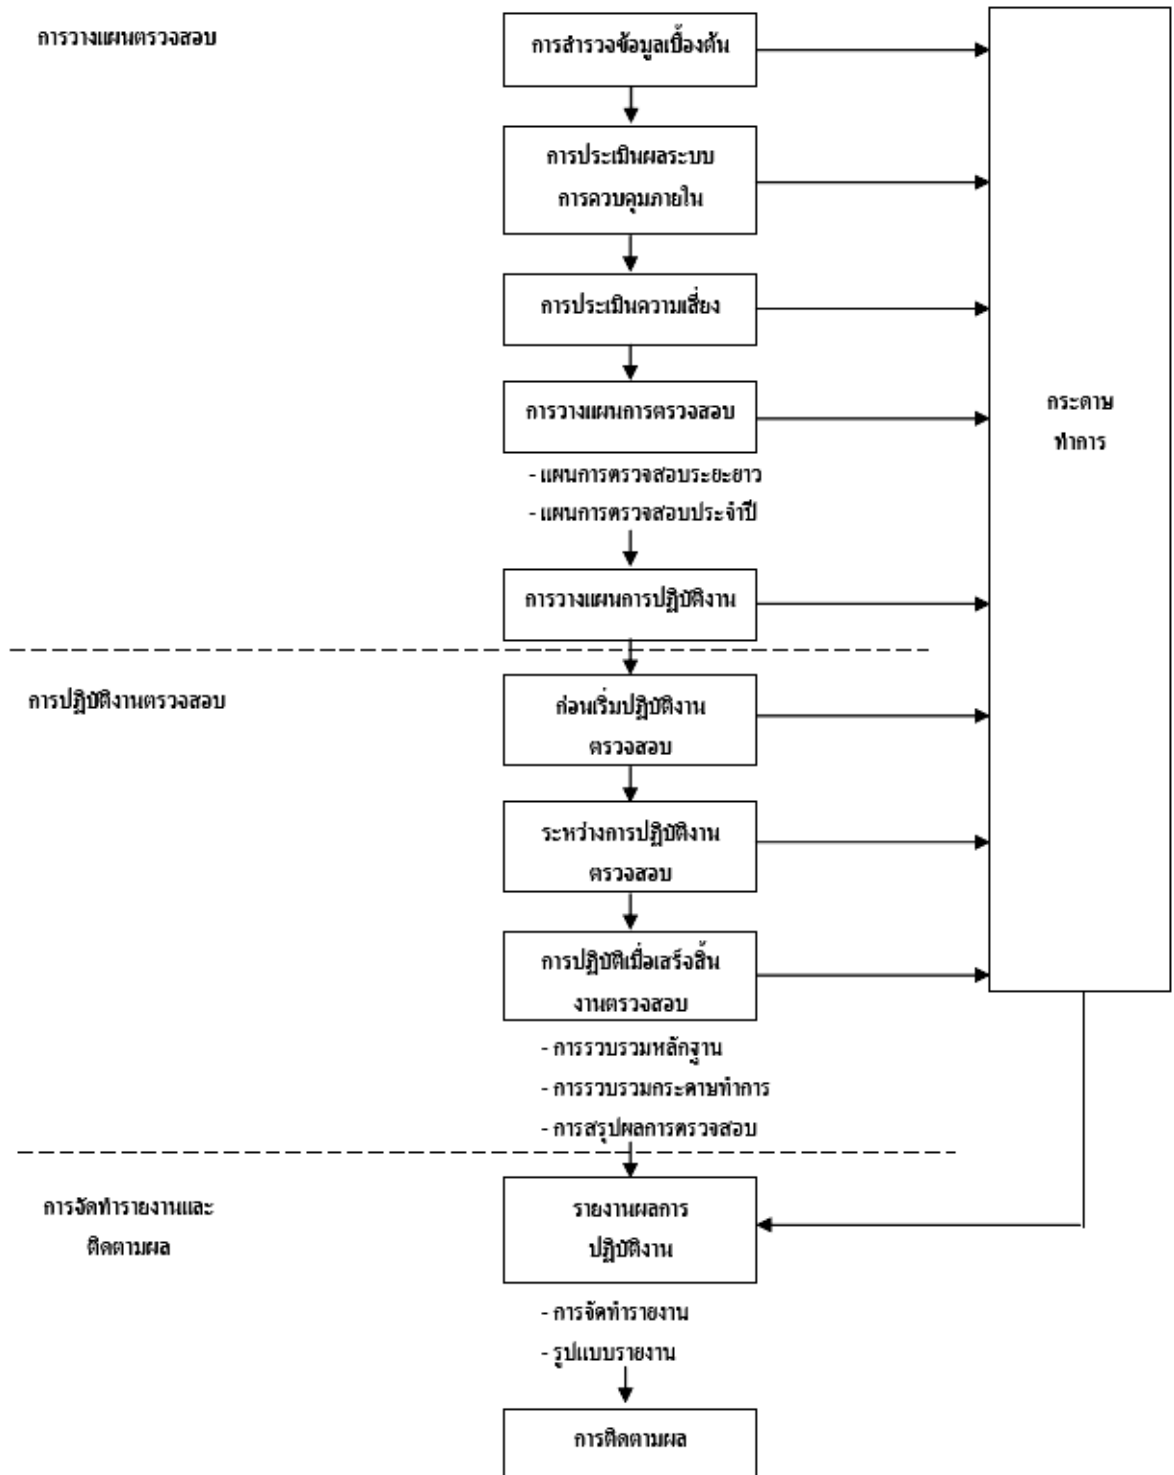 การวางแผนตรวจสอบ
การสำรวจข้อมูลเบื้องต้น
การประเมินผลระบบ
การควบคุมภายใน
การประเมินความเสี่ยง
การวางแผนการตรวจสอบ
- แผนการตรวจสอบระยะยาว
- แผนการตรวจสอบประจำปี
การวางแผนการปฏิบัติงาน
กระดาษ
ทำการ
การปฏิบัติงานตรวจสอบ
ก่อนเริ่มปฏิบัติงาน
ตรวจสอบ
ระหว่างการปฏิบัติงาน
ตรวจสอบ
การปฏิบัติเมื่อเสร็จสิ้น
งานตรวจสอบ
- การรวบรวมหลักฐาน
- การรวบรวมกระดาษทำการ
- การสรุปผลการตรวจสอบ
การจัดทำรายงานและ
ติดตามผล
รายงานผลการ
ปฏิบัติงาน
- การจัดทำรายงาน
- รูปแบบรายงาน
การติดตามผล